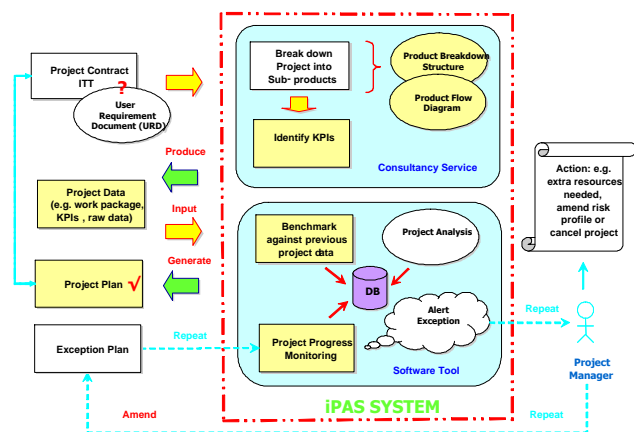 Project Contract
ITT
?
User
Requirement
Document (URD)
Break down
Project into
Sub- products
Product Breakdown
Structure
Product Flow
Diagram
Identify KPIs
Consultancy Service
Produce
Project Data
(e.g. work package,
KPIs , raw data)
Input
Generate
Project Plan √
Benchmark
against previous
project data
Project Analysis
DB
Alert
Exception
Project Progress
Monitoring
Software Tool
Exception Plan
Repeat
Action: e.g.
extra resources
needed,
amend risk
profile or
cancel project
Repeat
Project
Manager
iPAS SYSTEM
Amend
Repeat